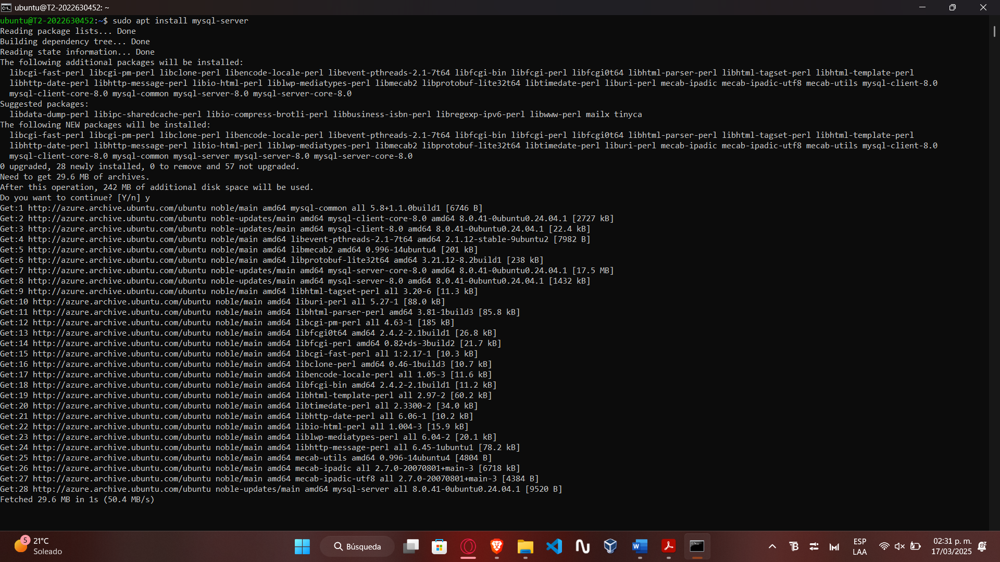 ubuntu@T2-2022630452: ~
ubuntu@T2-2022630452:~$ sudo apt install mysql-server
Reading package lists... Done
Building dependency tree... Done
Reading state information... Done
The following additional packages will be installed:
  libcgi-fast-perl libcgi-pm-perl libclone-perl libencode-locale-perl libevent-pthreads-2.1-7t64 libfcgi-bin libfcgi-perl libfcgi0t64 libhtml-parser-perl libhtml-tagset-perl libhtml-template-perl
  libhttp-date-perl libhttp-message-perl libio-html-perl liblwp-mediatypes-perl libmecab2 libprotobuf-lite32t64 libtimedate-perl liburi-perl mecab-ipadic mecab-ipadic-utf8 mecab-utils mysql-client-8.0
  mysql-client-core-8.0 mysql-common mysql-server-8.0 mysql-server-core-8.0
Suggested packages:
  libdata-dump-perl libipc-sharedcache-perl libio-compress-brotli-perl libbusiness-isbn-perl libregexp-ipv6-perl libwww-perl mailx tinyca
The following NEW packages will be installed:
  libcgi-fast-perl libcgi-pm-perl libclone-perl libencode-locale-perl libevent-pthreads-2.1-7t64 libfcgi-bin libfcgi-perl libfcgi0t64 libhtml-parser-perl libhtml-tagset-perl libhtml-template-perl
  libhttp-date-perl libhttp-message-perl libio-html-perl liblwp-mediatypes-perl libmecab2 libprotobuf-lite32t64 libtimedate-perl liburi-perl mecab-ipadic mecab-ipadic-utf8 mecab-utils mysql-client-8.0
  mysql-client-core-8.0 mysql-common mysql-server mysql-server-8.0 mysql-server-core-8.0
0 upgraded, 28 newly installed, 0 to remove and 57 not upgraded.
Need to get 29.6 MB of archives.
After this operation, 242 MB of additional disk space will be used.
Do you want to continue? [Y/n] y
Get:1 http://azure.archive.ubuntu.com/ubuntu noble/main amd64 mysql-common all 5.8+1.1.0build1 [6746 B]
Get:2 http://azure.archive.ubuntu.com/ubuntu noble-updates/main amd64 mysql-client-core-8.0 amd64 8.0.41-0ubuntu0.24.04.1 [2727 kB]
Get:3 http://azure.archive.ubuntu.com/ubuntu noble-updates/main amd64 mysql-client-8.0 amd64 8.0.41-0ubuntu0.24.04.1 [22.4 kB]
Get:4 http://azure.archive.ubuntu.com/ubuntu noble/main amd64 libevent-pthreads-2.1-7t64 amd64 2.1.12-stable-9ubuntu2 [7982 B]
Get:5 http://azure.archive.ubuntu.com/ubuntu noble/main amd64 libmecab2 amd64 0.996-14ubuntu4 [201 kB]
Get:6 http://azure.archive.ubuntu.com/ubuntu noble/main amd64 libprotobuf-lite32t64 amd64 3.21.12-8.2build1 [238 kB]
Get:7 http://azure.archive.ubuntu.com/ubuntu noble-updates/main amd64 mysql-server-core-8.0 amd64 8.0.41-0ubuntu0.24.04.1 [17.5 MB]
Get:8 http://azure.archive.ubuntu.com/ubuntu noble-updates/main amd64 mysql-server-8.0 amd64 8.0.41-0ubuntu0.24.04.1 [1432 kB]
Get:9 http://azure.archive.ubuntu.com/ubuntu noble/main amd64 libhtml-tagset-perl all 3.20-6 [11.3 kB]
Get:10 http://azure.archive.ubuntu.com/ubuntu noble/main amd64 liburi-perl all 5.27-1 [88.0 kB]
Get:11 http://azure.archive.ubuntu.com/ubuntu noble/main amd64 libhtml-parser-perl amd64 3.81-1build3 [85.8 kB]
Get:12 http://azure.archive.ubuntu.com/ubuntu noble/main amd64 libcgi-pm-perl all 4.63-1 [185 kB]
Get:13 http://azure.archive.ubuntu.com/ubuntu noble/main amd64 libfcgi0t64 amd64 2.4.2-2.1build1 [26.8 kB]
Get:14 http://azure.archive.ubuntu.com/ubuntu noble/main amd64 libfcgi-perl amd64 0.82+ds-3build2 [21.7 kB]
Get:15 http://azure.archive.ubuntu.com/ubuntu noble/main amd64 libcgi-fast-perl all 1:2.17-1 [10.3 kB]
Get:16 http://azure.archive.ubuntu.com/ubuntu noble/main amd64 libclone-perl amd64 0.46-1build3 [10.7 kB]
Get:17 http://azure.archive.ubuntu.com/ubuntu noble/main amd64 libencode-locale-perl all 1.05-3 [11.6 kB]
Get:18 http://azure.archive.ubuntu.com/ubuntu noble/main amd64 libfcgi-bin amd64 2.4.2-2.1build1 [11.2 kB]
Get:19 http://azure.archive.ubuntu.com/ubuntu noble/main amd64 libhtml-template-perl all 2.97-2 [60.2 kB]
Get:20 http://azure.archive.ubuntu.com/ubuntu noble/main amd64 libtimedate-perl all 2.3300-2 [34.0 kB]
Get:21 http://azure.archive.ubuntu.com/ubuntu noble/main amd64 libhttp-date-perl all 6.06-1 [10.2 kB]
Get:22 http://azure.archive.ubuntu.com/ubuntu noble/main amd64 libio-html-perl all 1.004-3 [15.9 kB]
Get:23 http://azure.archive.ubuntu.com/ubuntu noble/main amd64 liblwp-mediatypes-perl all 6.04-2 [20.1 kB]
Get:24 http://azure.archive.ubuntu.com/ubuntu noble/main amd64 libhttp-message-perl all 6.45-1ubuntu1 [78.2 kB]
Get:25 http://azure.archive.ubuntu.com/ubuntu noble/main amd64 mecab-utils amd64 0.996-14ubuntu4 [4804 B]
Get:26 http://azure.archive.ubuntu.com/ubuntu noble/main amd64 mecab-ipadic all 2.7.0-20070801+main-3 [6718 kB]
Get:27 http://azure.archive.ubuntu.com/ubuntu noble/main amd64 mecab-ipadic-utf8 all 2.7.0-20070801+main-3 [4384 B]
Get:28 http://azure.archive.ubuntu.com/ubuntu noble-updates/main amd64 mysql-server all 8.0.41-0ubuntu0.24.04.1 [9520 B]
Fetched 29.6 MB in 1s (50.4 MB/s)
5
21°C
Soleado
Búsqueda
ESP
LAA
02:31 p. m.
17/03/2025